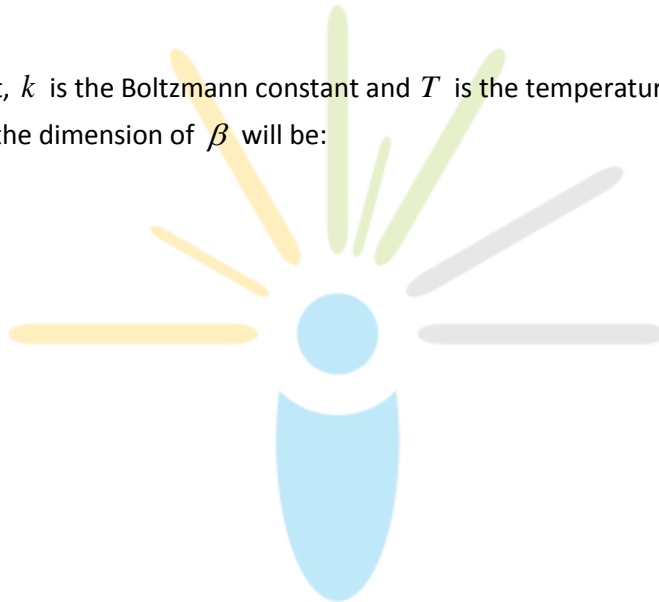 , k is the Boltzmann constant and T is the temperatur
the dimension of β will be: